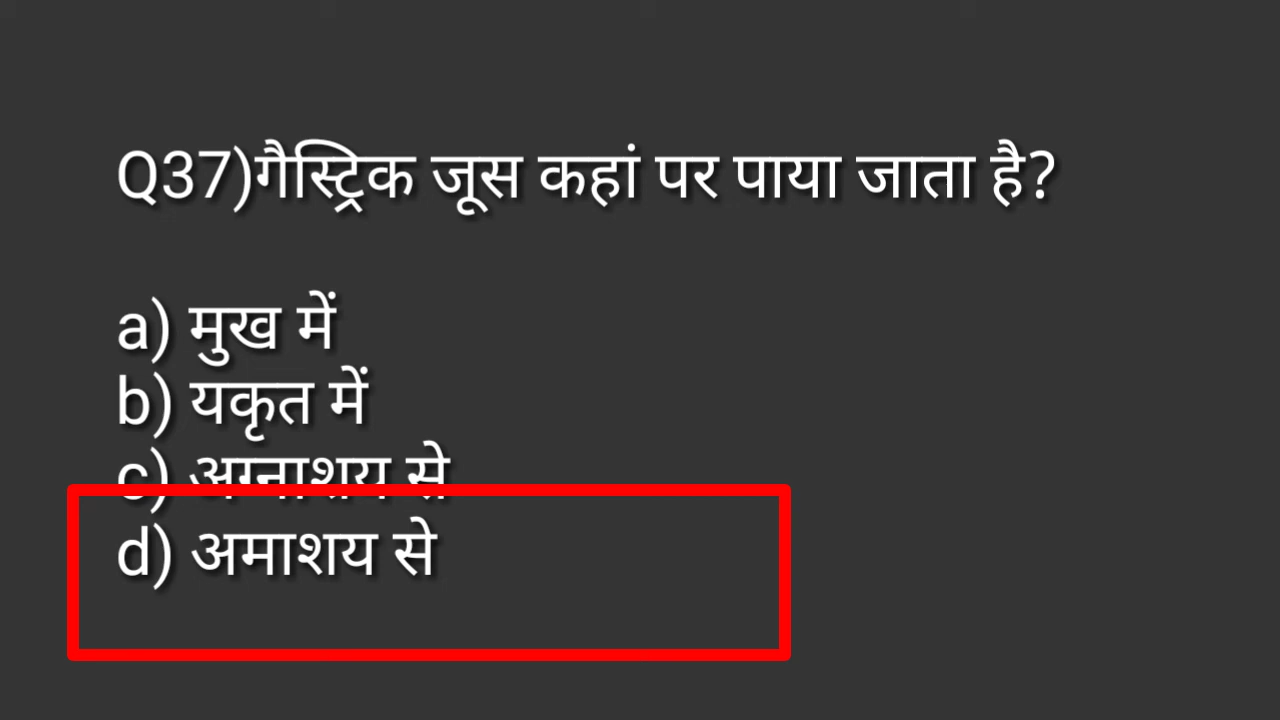 Q37)गैस्ट्रिक जूस कहां पर पाया जाता है?
a) मुख में
b) यकृत में
c) अग्नाशय से
d) अमाशय से